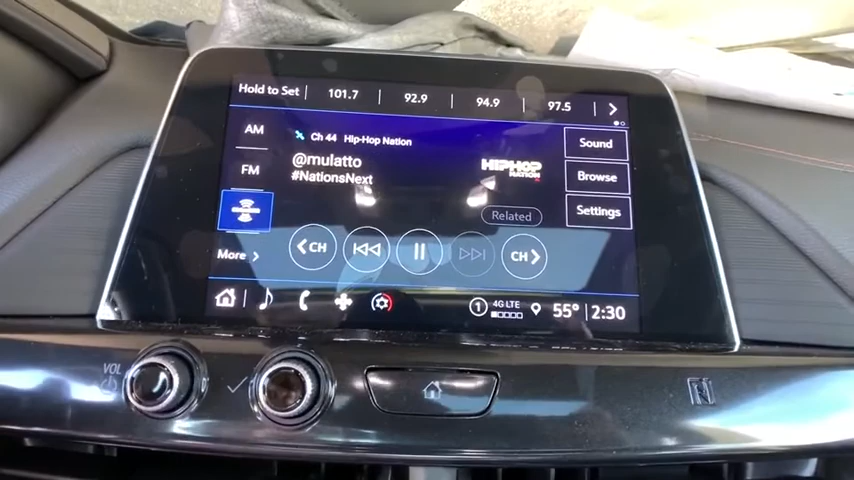 Hold to Set 101.7 92.9 94.9 97.5
AM
Ch 44 Hip-Hop Nation
Sound
@mulatto
#NationsNext
HIPHOP
NATION
FM
Browse
Related
Settings
CH
CH
More
1
4G LTE
55° 2:30
VOL
N